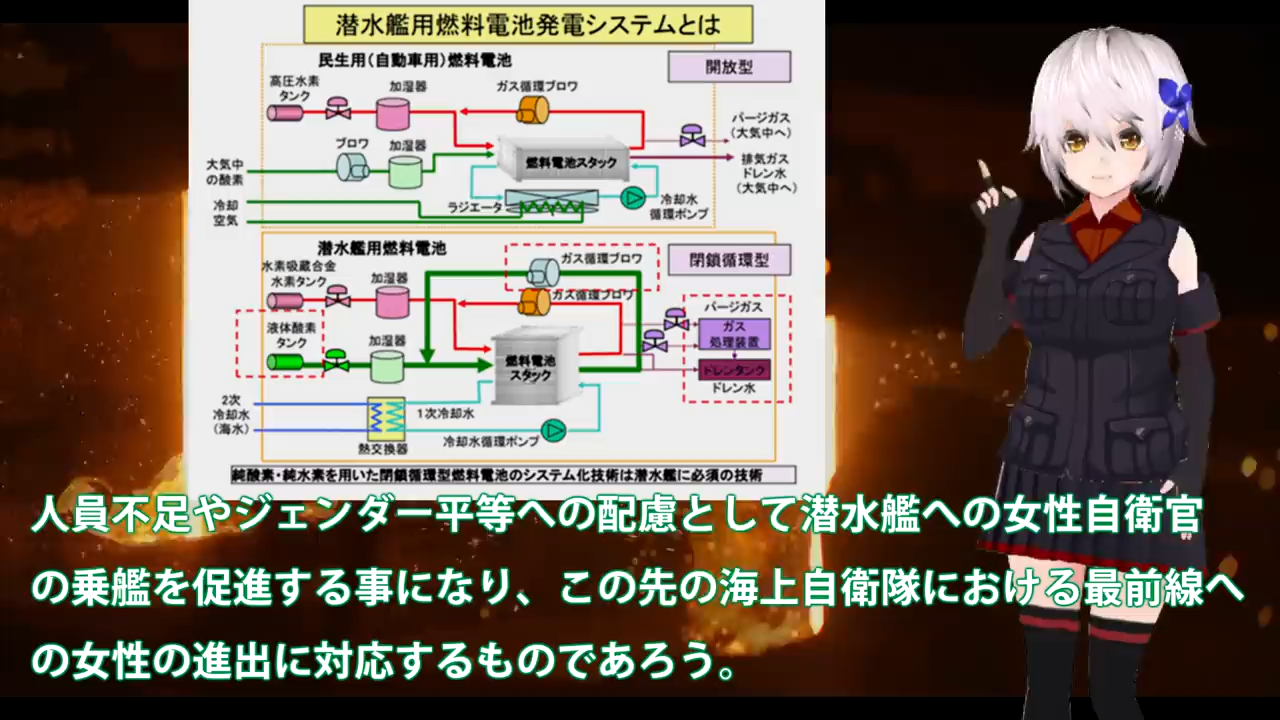 潜水艦用燃料電池発電システムとは
民生用(自動車用)燃料電池
開放型
高圧水素
タンク
加湿器
ガス循環ブロワ
パージガス
(大気中へ)
ブロワ
加湿器
燃料電池スタック
大気中
の酸素
排気ガス
ドレン水
(大気中へ)
冷却
空気
ラジエータ
冷却水
循環ポンプ
潜水艦用燃料電池
閉鎖循環型
水素吸蔵合金
水素タンク
加湿器
ガス循環ブロワ
ガス循環ブロワ
パージガス
ガス
処理装置
液体酸素
タンク
加湿器
燃料電池
スタック
ドレンタンク
ドレン水
2次
冷却水
(海水)
1次冷却水
冷却水循環ポンプ
熱交換器
純酸素・純水素を用いた閉鎖循環型燃料電池のシステム化技術は潜水艦に必須の技術
人員不足やジェンダー平等への配慮として潜水艦への女性自衛官
の乗艦を促進する事になり、この先の海上自衛隊における最前線へ
の女性の進出に対応するものであろう。